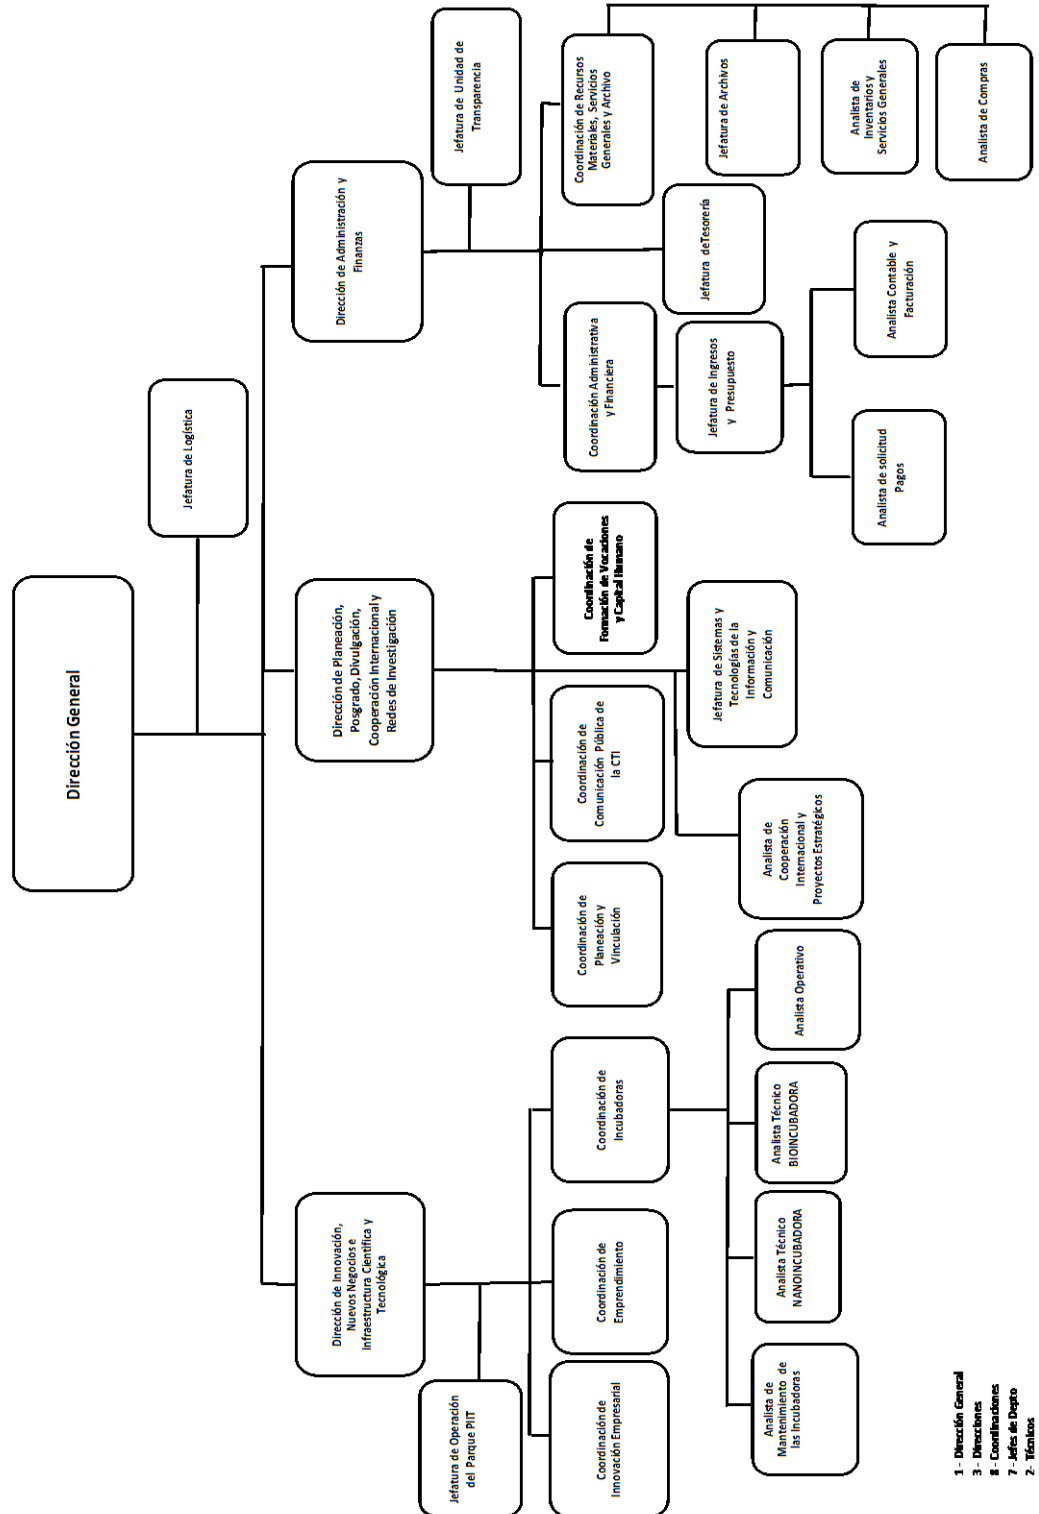 Dirección General
Jefatura de Logística
Dirección de Innovación,
Nuevos Negocios e
Infraestructura Científica y
Tecnológica
Dirección de Planeación,
Posgrado, Divulgación,
Cooperación Internacional y
Redes de Investigación
Dirección de Administración y
Finanzas
Jefatura de Operación
del Parque PIIT
Jefatura de Unidad de
Transparencia
Coordinación de
Innovación Empresarial
Coordinación de
Emprendimiento
Coordinación de
Incubadoras
Coordinación de
Planeación y
Vinculación
Coordinación de
Comunicación Pública de
la CTI
Coordinación de
Formación de Vocaciones
y Capital Humano
Coordinación Administrativa
y Financiera
Jefatura deTesorería
Coordinación de Recursos
Materiales, Servicios
Generales y Archivo
Jefatura de Sistemas y
Tecnologías de la
Información y
Comunicación
Jefatura de Ingresos
y Presupuesto
Jefatura de Archivos
Analista de
Mantenimiento de
las Incubadoras
Analista Técnico
NANOINCUBADORA
Analista Técnico
BIOINCUBADORA
Analista Operativo
Analista de
Cooperación
Internacional y
Proyectos Estratégicos
Analista de solicitud
Pagos
Analista Contable y
Facturación
Analista de
Inventarios y
Servicios Generales
Analista de Compras
1 - Dirección General
3 - Direcciones
8 - Coordinaciones
7 - Jefes de Depto
2- Técnicos